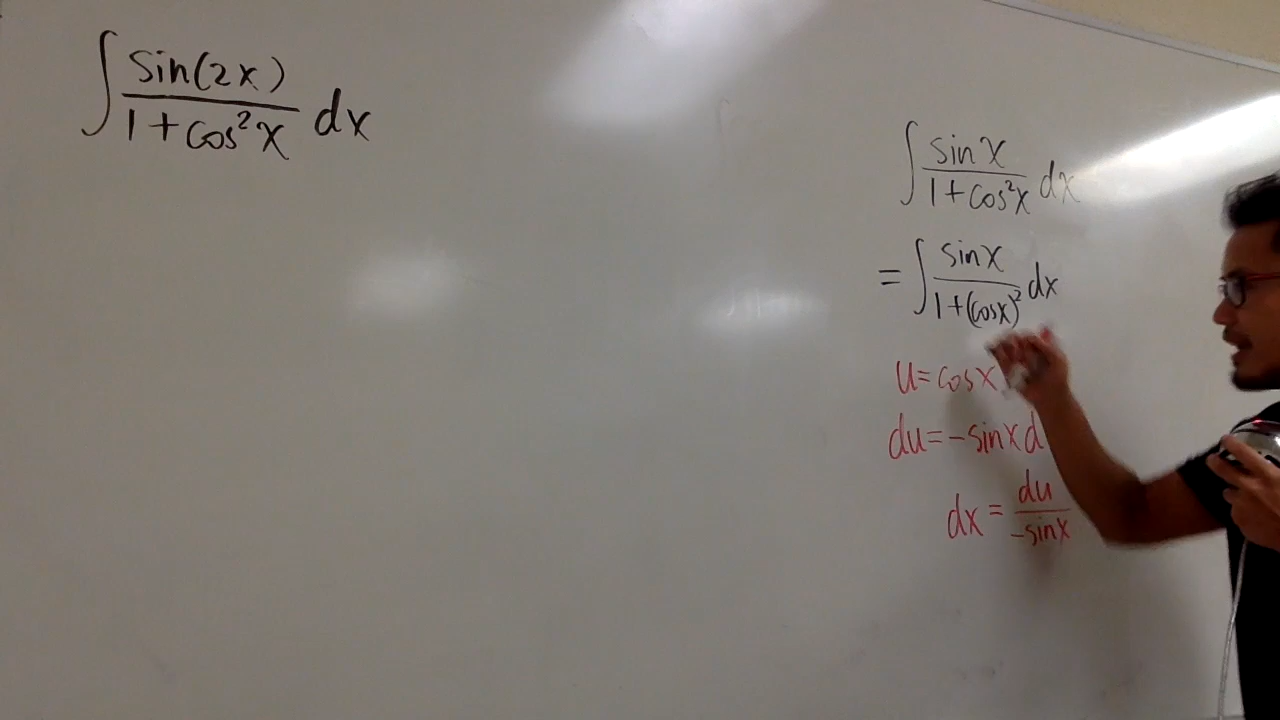 ∫ sin(2x) / (1 + cos²x) dx
∫ sin x / (1 + cos²x) dx
= ∫ sin x / (1 + (cos x)²) dx
u = cos x
du = -sin x d
dx = du / -sin x